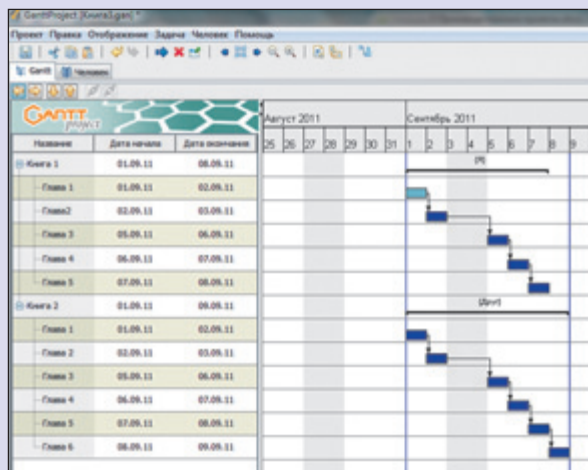 GanttProject [Книга3.gan] *
Проект Правка Отображение Задача Человек Помощь
Gantt Человек
GANTT project
Август 2011 Сентябрь 2011
25 26 27 28 29 30 31 1 2 3 4 5 6 7 8 9
Название Дата начала Дата окончания
Книга 1 01.09.11 08.09.11 [Я]
Глава 1 01.09.11 02.09.11
Глава2 02.09.11 03.09.11
Глава 3 05.09.11 06.09.11
Глава 4 06.09.11 07.09.11
Глава 5 07.09.11 08.09.11
Книга 2 01.09.11 09.09.11 [Друг]
Глава 1 01.09.11 02.09.11
Глава 2 02.09.11 03.09.11
Глава 3 05.09.11 06.09.11
Глава 4 06.09.11 07.09.11
Глава 5 07.09.11 08.09.11
Глава 6 08.09.11 09.09.11